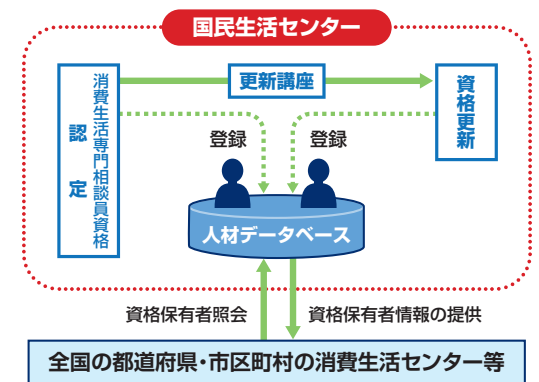 国民生活センター
消費生活専門相談員資格
認定
更新講座
資格更新
登録
登録
人材データベース
資格保有者照会
資格保有者情報の提供
全国の都道府県・市区町村の消費生活センター等